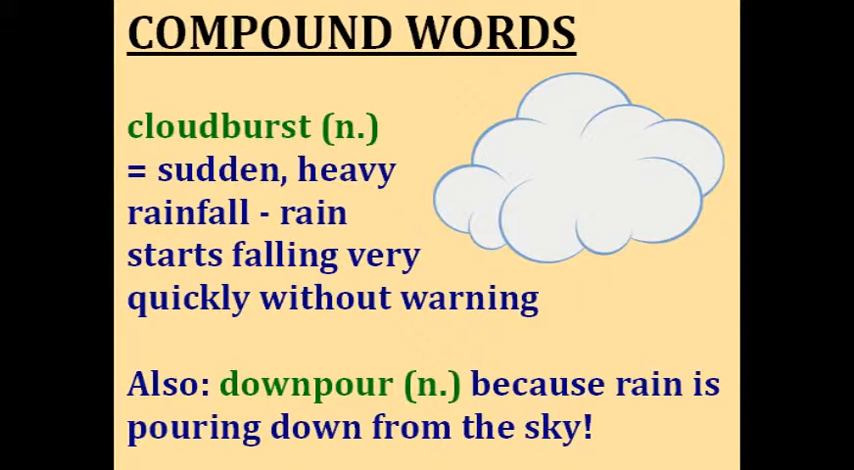 COMPOUND WORDS
cloudburst (n.)
= sudden, heavy
rainfall - rain
starts falling very
quickly without warning
Also: downpour (n.) because rain is
pouring down from the sky!